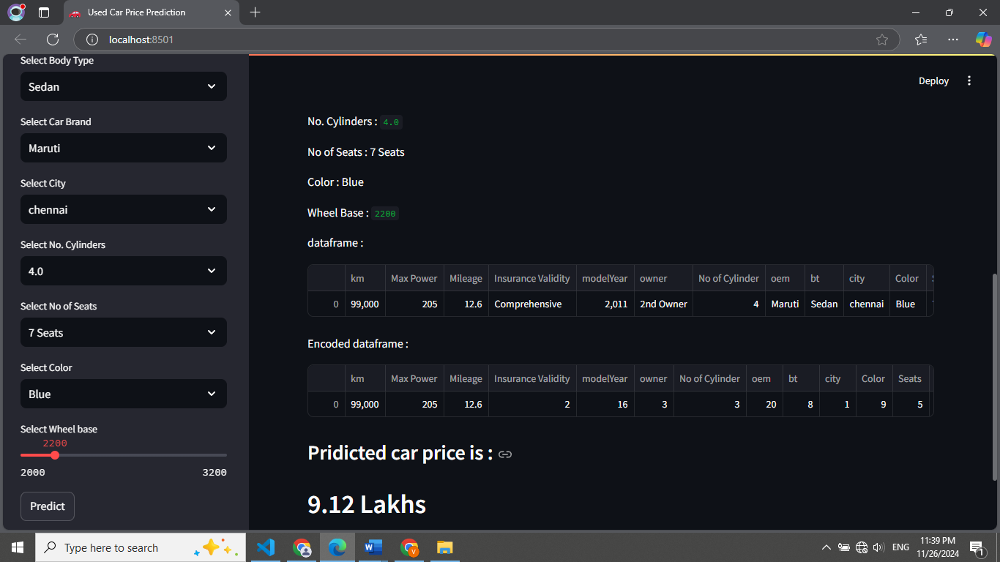 Used Car Price Prediction
localhost:8501
Select Body Type
Sedan
Select Car Brand
Maruti
Select City
chennai
Select No. Cylinders
4.0
Select No of Seats
7 Seats
Select Color
Blue
Select Wheel base
2200
2000 3200
Predict
Deploy
No. Cylinders : 4.0
No of Seats : 7 Seats
Color : Blue
Wheel Base : 2200
dataframe :
km Max Power Mileage Insurance Validity modelYear owner No of Cylinder oem bt city Color
0 99,000 205 12.6 Comprehensive 2,011 2nd Owner 4 Maruti Sedan chennai Blue
Encoded dataframe :
km Max Power Mileage Insurance Validity modelYear owner No of Cylinder oem bt city Color Seats
0 99,000 205 12.6 2 16 3 3 20 8 1 9 5
Pridicted car price is :
9.12 Lakhs
Type here to search
ENG
11:39 PM
11/26/2024
1